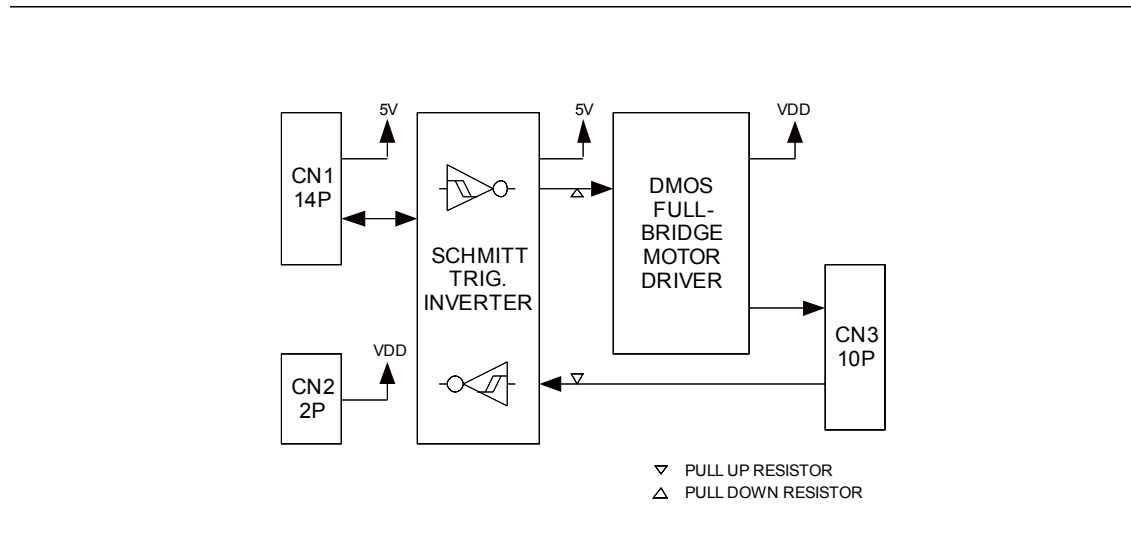 5V
5V
VDD
CN1
14P
DMOS
FULL-
BRIDGE
MOTOR
DRIVER
SCHMITT
TRIG.
INVERTER
CN3
10P
VDD
CN2
2P
PULL UP RESISTOR
PULL DOWN RESISTOR